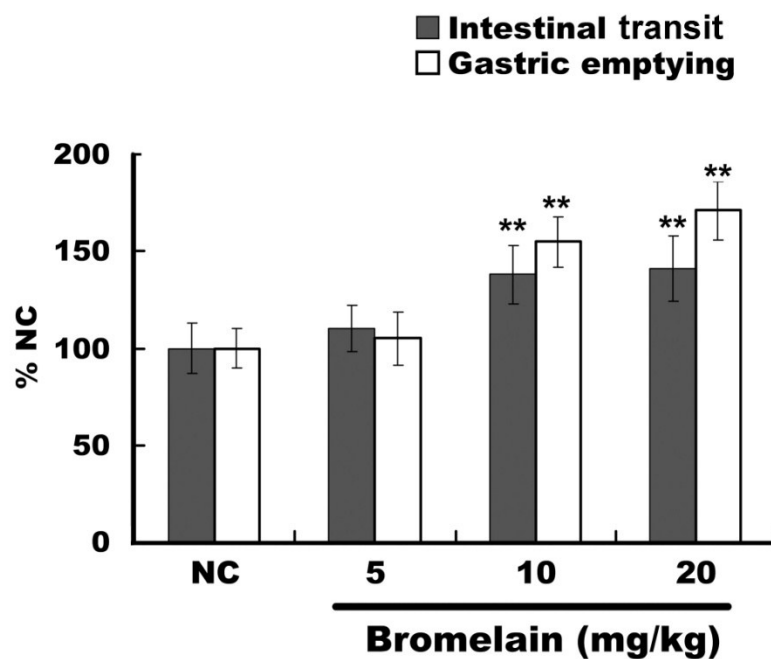 Intestinal transit
Gastric emptying
200
** **
** **
150
100
50
0
% NC
NC 5 10 20
Bromelain (mg/kg)